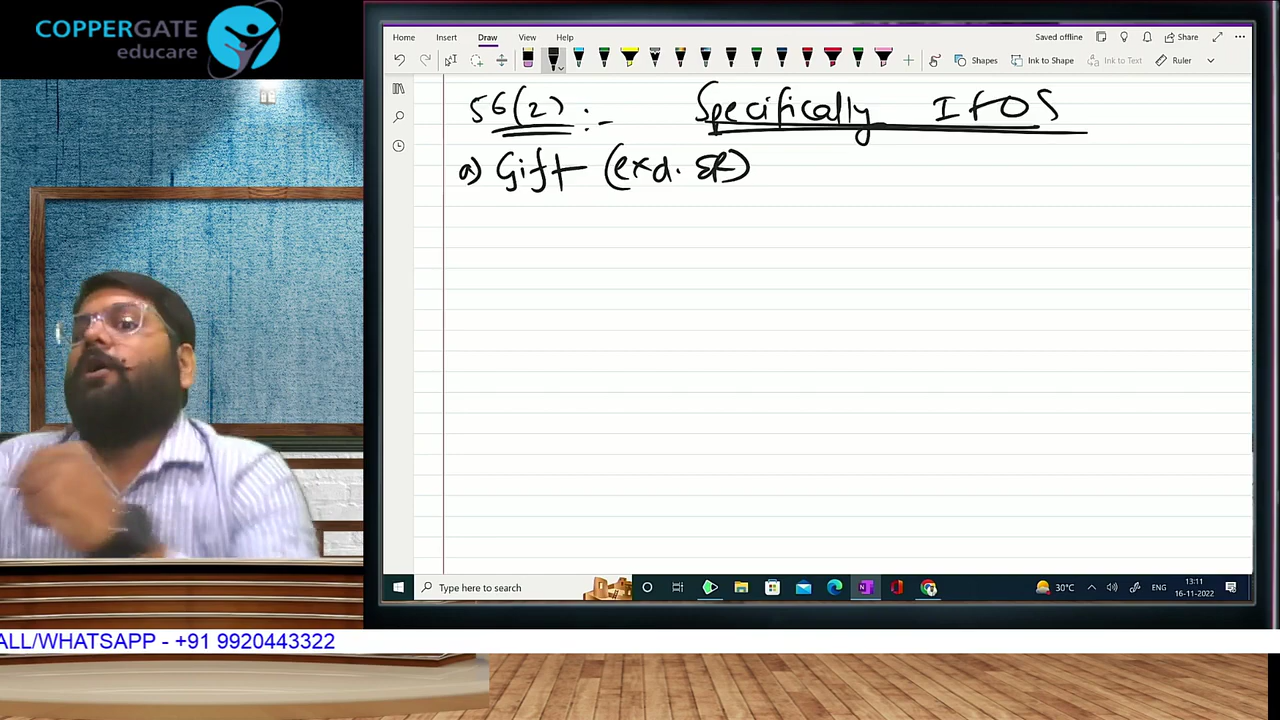 COPPERGATE
educare
Home Insert Draw View Help
Saved offline Share
Shapes Ink to Shape Ink to Text Ruler
56(2) :- Specifically IFOS
a) Gift (exd. SR)
Type here to search
30°C ENG 13:11
16-11-2022
ALL/WHATSAPP - +91 9920443322